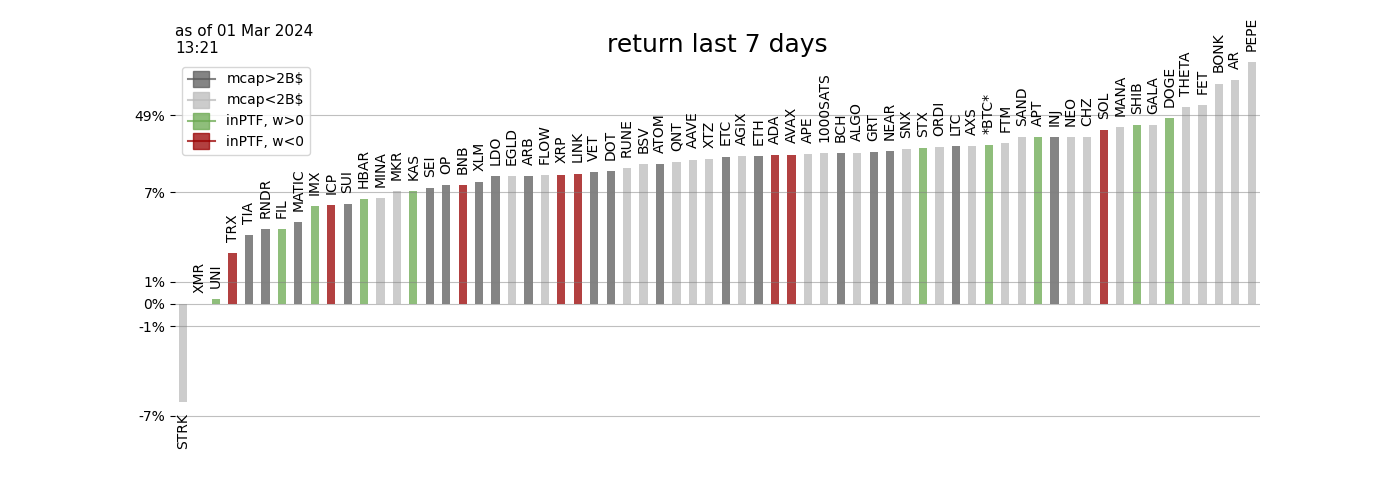 as of 01 Mar 2024
13:21
return last 7 days
mcap>2B$
mcap<2B$
inPTF, w>0
inPTF, w<0
49%
7%
1%
0%
-1%
-7%
STRK
XMR
UNI
TRX
TIA
RNDR
FIL
MATIC
IMX
ICP
SUI
HBAR
MINA
MKR
KAS
SEI
OP
BNB
XLM
LDO
EGLD
ARB
FLOW
XRP
LINK
VET
DOT
RUNE
BSV
ATOM
QNT
AAVE
XTZ
ETC
AGIX
ETH
ADA
AVAX
APE
1000SATS
BCH
ALGO
GRT
NEAR
SNX
STX
ORDI
LTC
AXS
*BTC*
FTM
SAND
APT
INJ
NEO
CHZ
SOL
MANA
SHIB
GALA
DOGE
THETA
FET
BONK
AR
PEPE